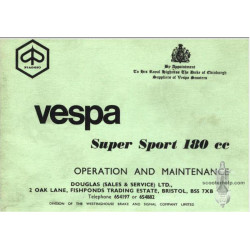 PIAGGIO
By Appointment
To His Royal Highness The Duke of Edinburgh
Suppliers of Vespa Scooters
vespa
Super Sport 180 cc
OPERATION AND MAINTENANCE
DOUGLAS (SALES & SERVICE) LTD.,
2 OAK LANE, FISHPONDS TRADING ESTATE, BRISTOL, BS5 7XB
Telephone 654197 or 654882
DIVISION OF THE WESTINGHOUSE BRAKE AND SIGNAL COMPANY LIMITED
scooterhelp.com